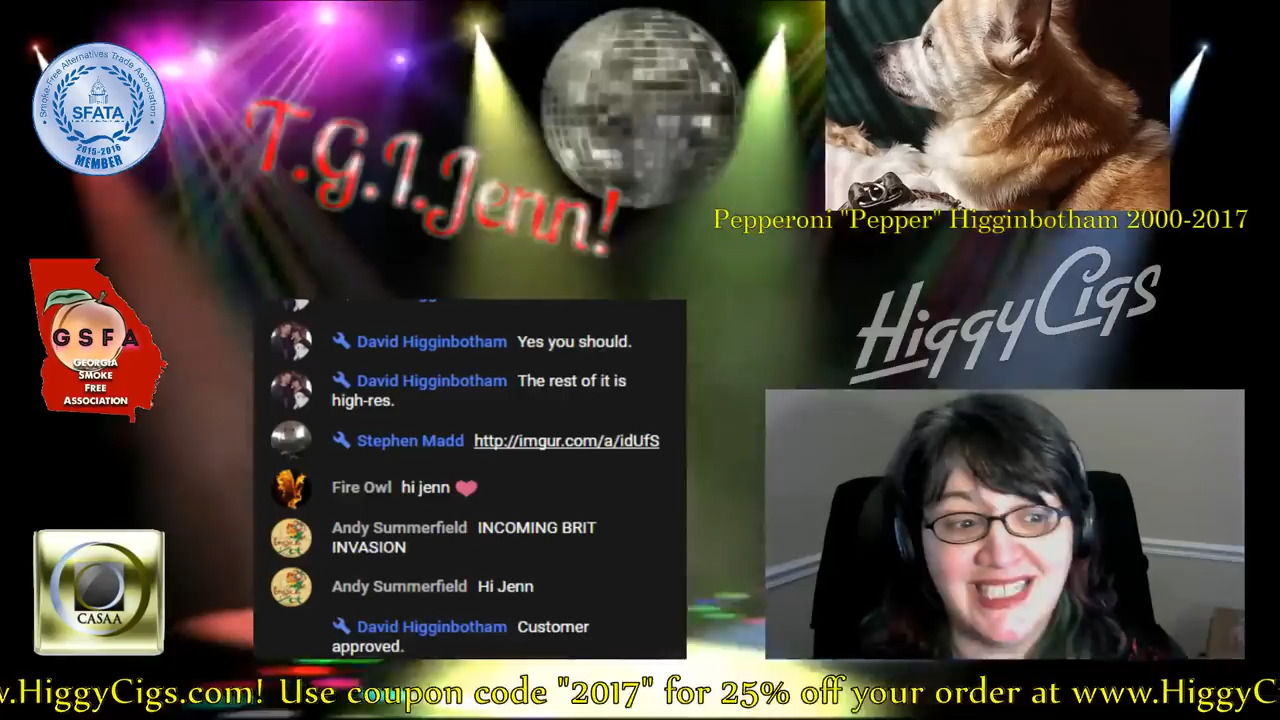 Smoke-Free Alternatives Trade Association
SFATA
2015-2016
MEMBER
T.G.I.Jenn!
Pepperoni "Pepper" Higginbotham 2000-2017
HiggyCigs
GSFA
GEORGIA
SMOKE
FREE
ASSOCIATION
David Higginbotham Yes you should.
David Higginbotham The rest of it is
high-res.
Stephen Madd http://imgur.com/a/idUfS
Fire Owl hi jenn
Andy Summerfield INCOMING BRIT
INVASION
Andy Summerfield Hi Jenn
David Higginbotham Customer
approved.
CASAA
w.HiggyCigs.com! Use coupon code "2017" for 25% off your order at www.HiggyC